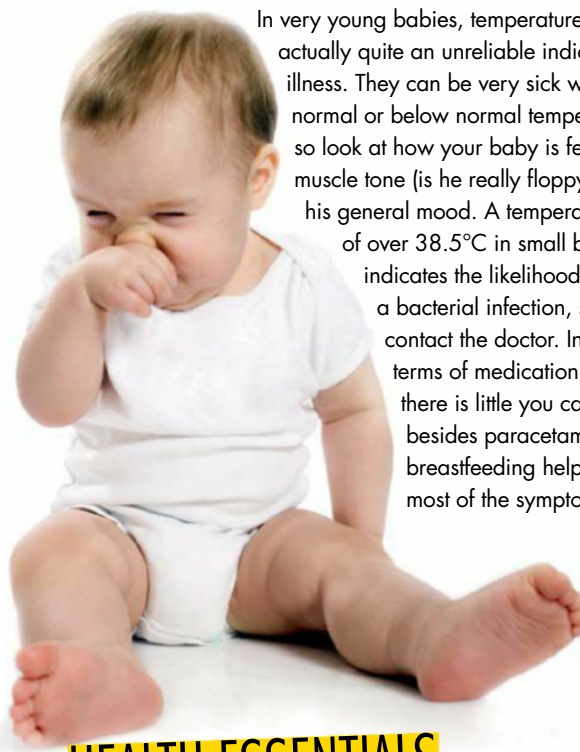 In very young babies, temperature
actually quite an unreliable
illness. They can be very sick
normal or below normal
so look at how your baby is
muscle tone (is he really floppy
his general mood. A
of over 38.5°C in small
indicates the likelihood
a bacterial infection,
contact the doctor. In
terms of medication
there is little you
besides
breastfeeding
most of the
HEALTH ESSENTIALS